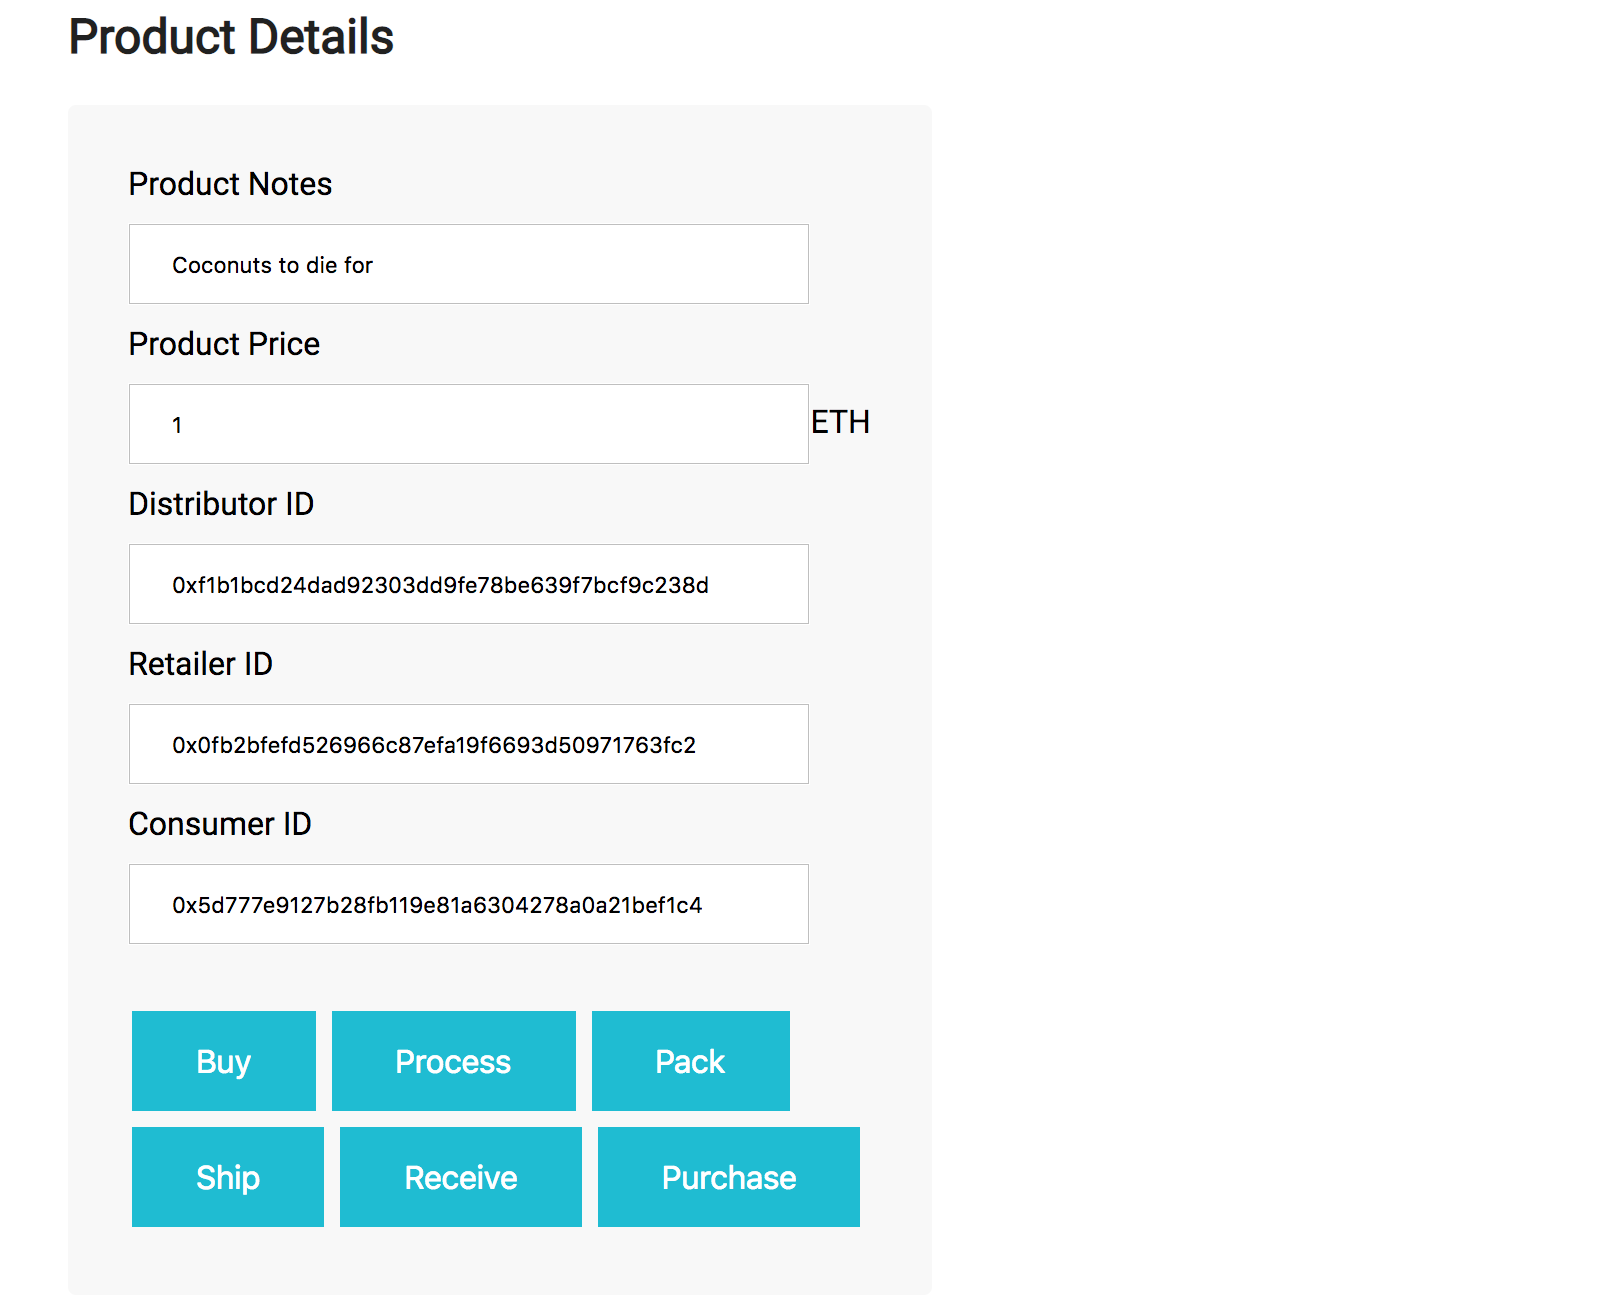 Product Details
Product Notes
Coconuts to die for
Product Price
1 ETH
Distributor ID
0xf1b1bcd24dad92303dd9fe78be639f7bcf9c238d
Retailer ID
0x0fb2bfefd526966c87efa19f6693d50971763fc2
Consumer ID
0x5d777e9127b28fb119e81a6304278a0a21bef1c4
Buy Process Pack
Ship Receive Purchase